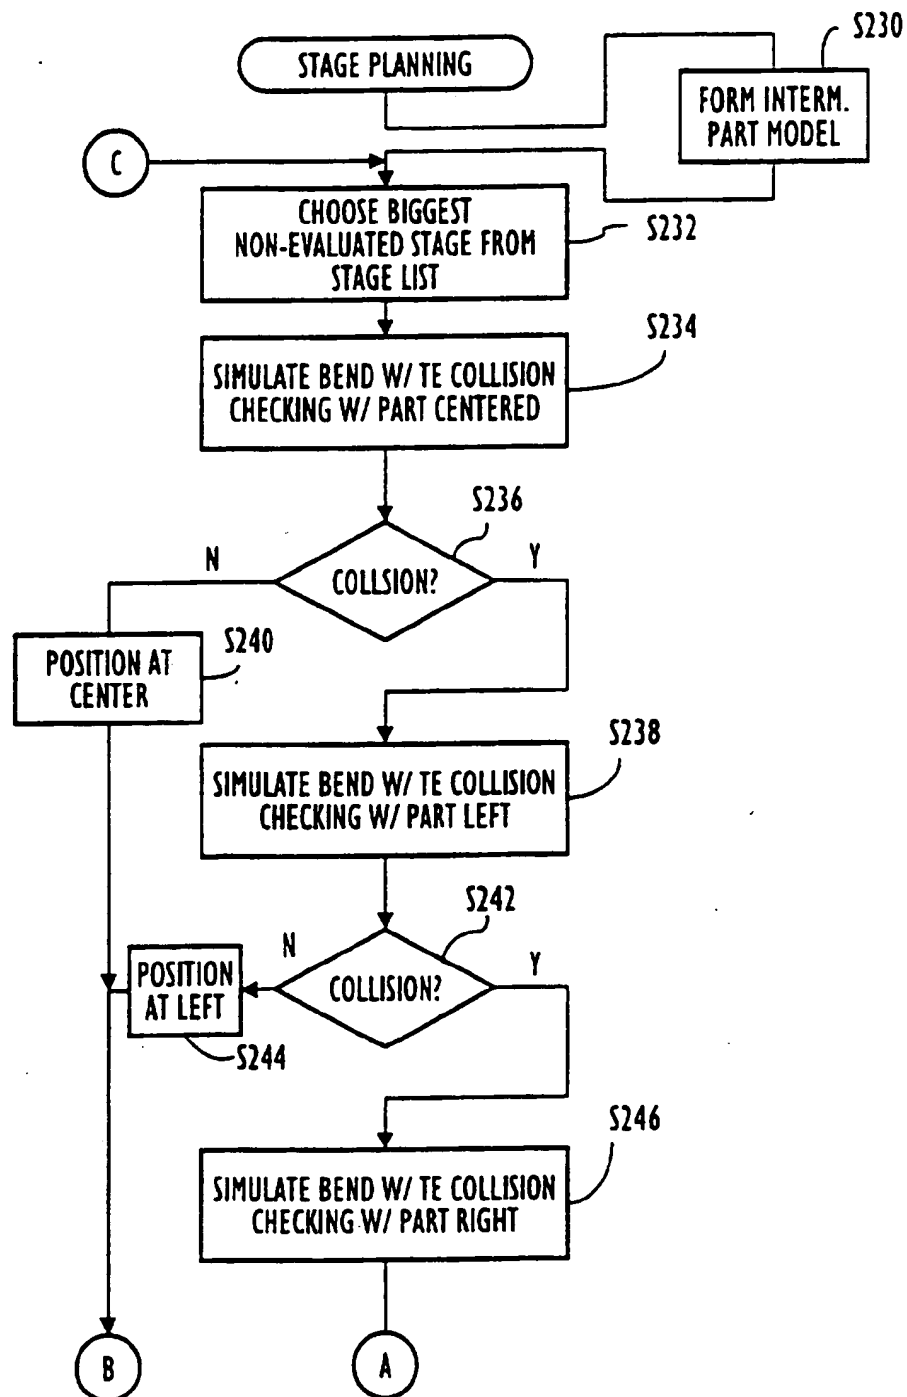 S230
STAGE PLANNING
FORM INTERM.
PART MODEL
C
CHOOSE BIGGEST
NON-EVALUATED STAGE FROM
STAGE LIST
S232
S234
SIMULATE BEND W/ TE COLLISION
CHECKING W/ PART CENTERED
S236
N
Y
COLLSION?
S240
POSITION AT
CENTER
S238
SIMULATE BEND W/ TE COLLISION
CHECKING W/ PART LEFT
S242
N
Y
COLLISION?
POSITION
AT LEFT
S244
S246
SIMULATE BEND W/ TE COLLISION
CHECKING W/ PART RIGHT
B
A